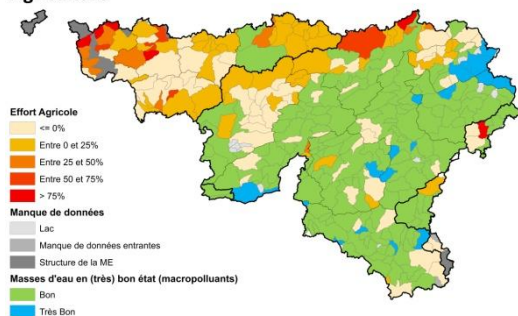 Effort Agricole
<= 0%
Entre 0 et 25%
Entre 25 et 50%
Entre 50 et 75%
> 75%
Manque de données
Lac
Manque de données entrantes
Structure de la ME
Masses d'eau en (très) bon état (macropolluants)
Bon
Très Bon